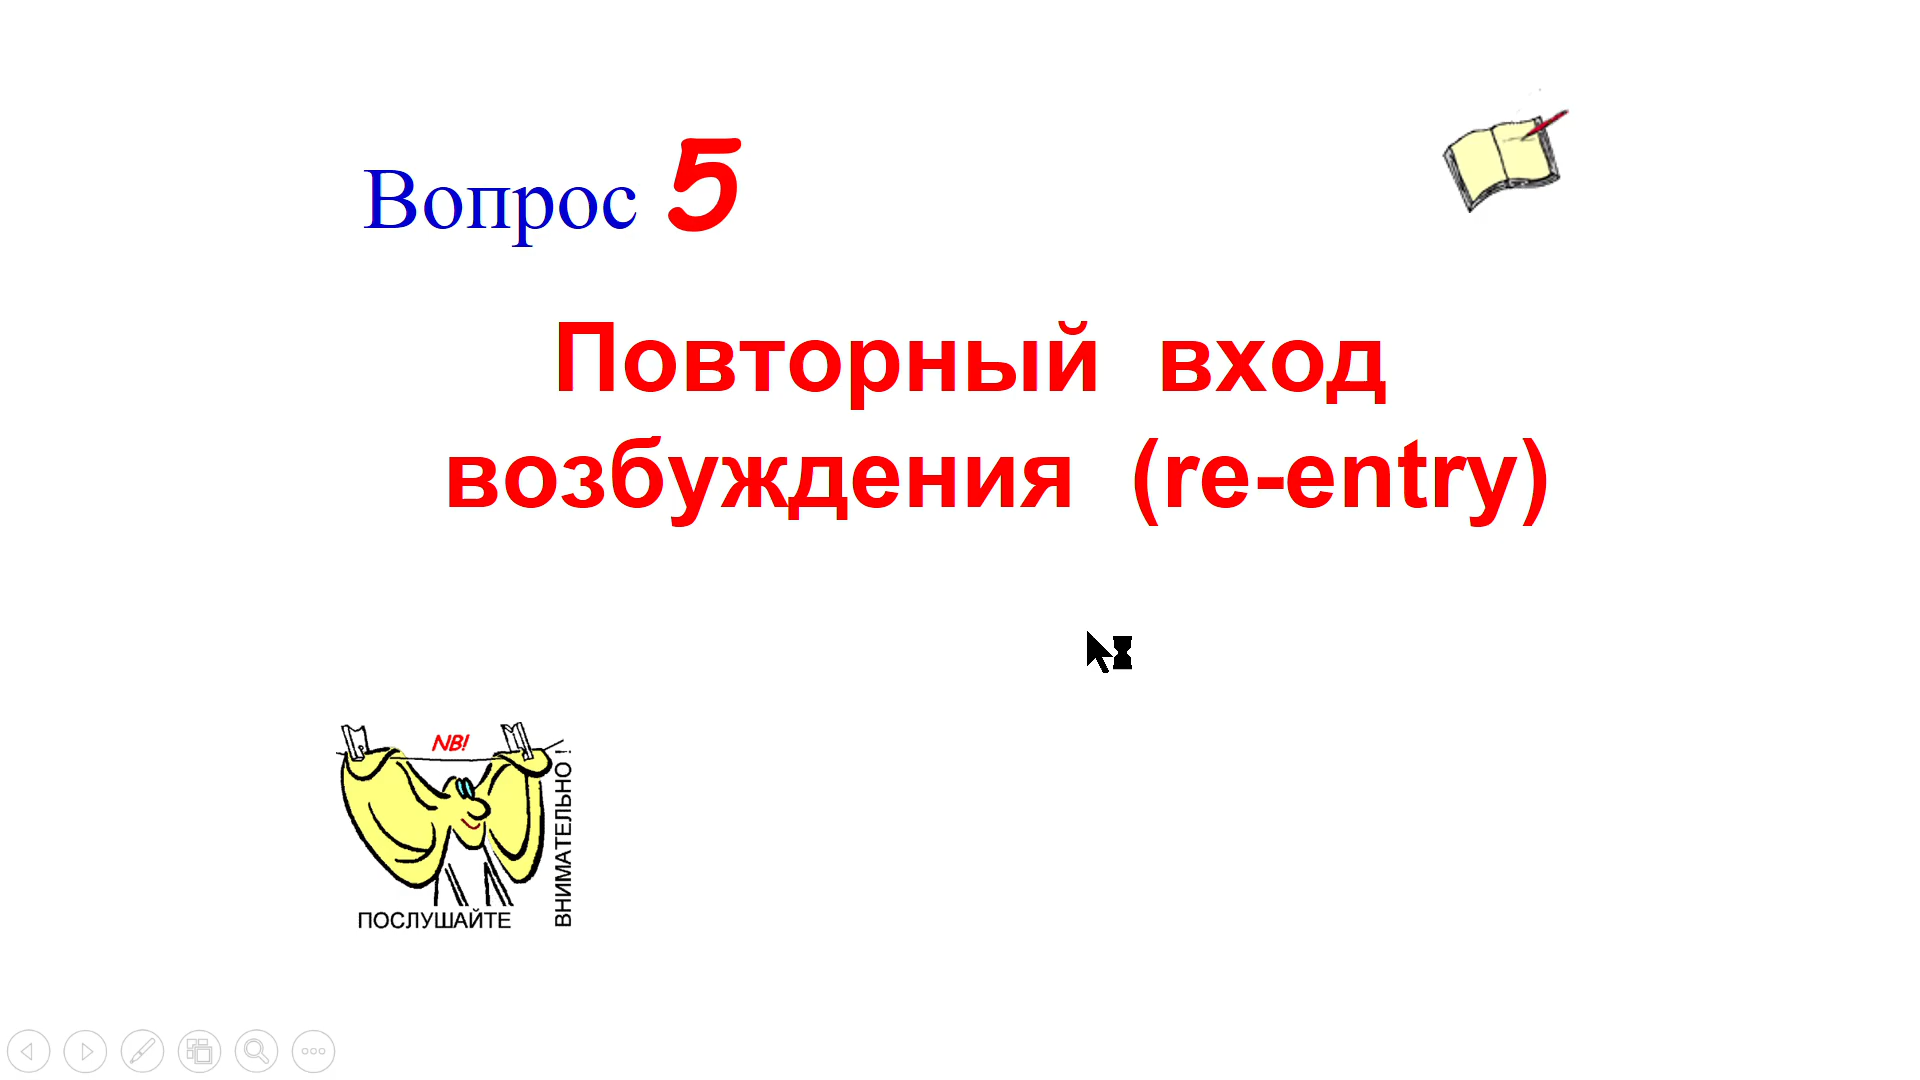 Вопрос 5
Повторный вход
возбуждения (re-entry)
NB!
ПОСЛУШАЙТЕ
ВНИМАТЕЛЬНО !